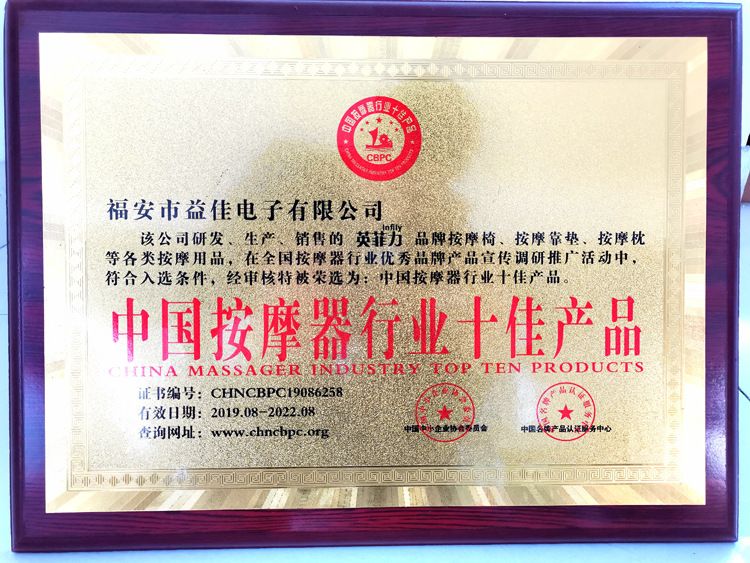 中国按摩器行业十佳产品
CHINA MASSAGER INDUSTRY TOP TEN PRODUCTS
CBPC
福安市益佳电子有限公司
该公司研发、生产、销售的 英菲力 infily 品牌按摩椅、按摩靠垫、按摩枕
等各类按摩用品，在全国按摩器行业优秀品牌产品宣传调研推广活动中，
符合入选条件，经审核特被荣选为：中国按摩器行业十佳产品。
中国按摩器行业十佳产品
CHINA MASSAGER INDUSTRY TOP TEN PRODUCTS
证书编号：CHNCBPC19086258
有效日期：2019.08-2022.08
查询网址：www.chncbpc.org
中国中小企业协会委员会
中国名牌产品认证服务中心